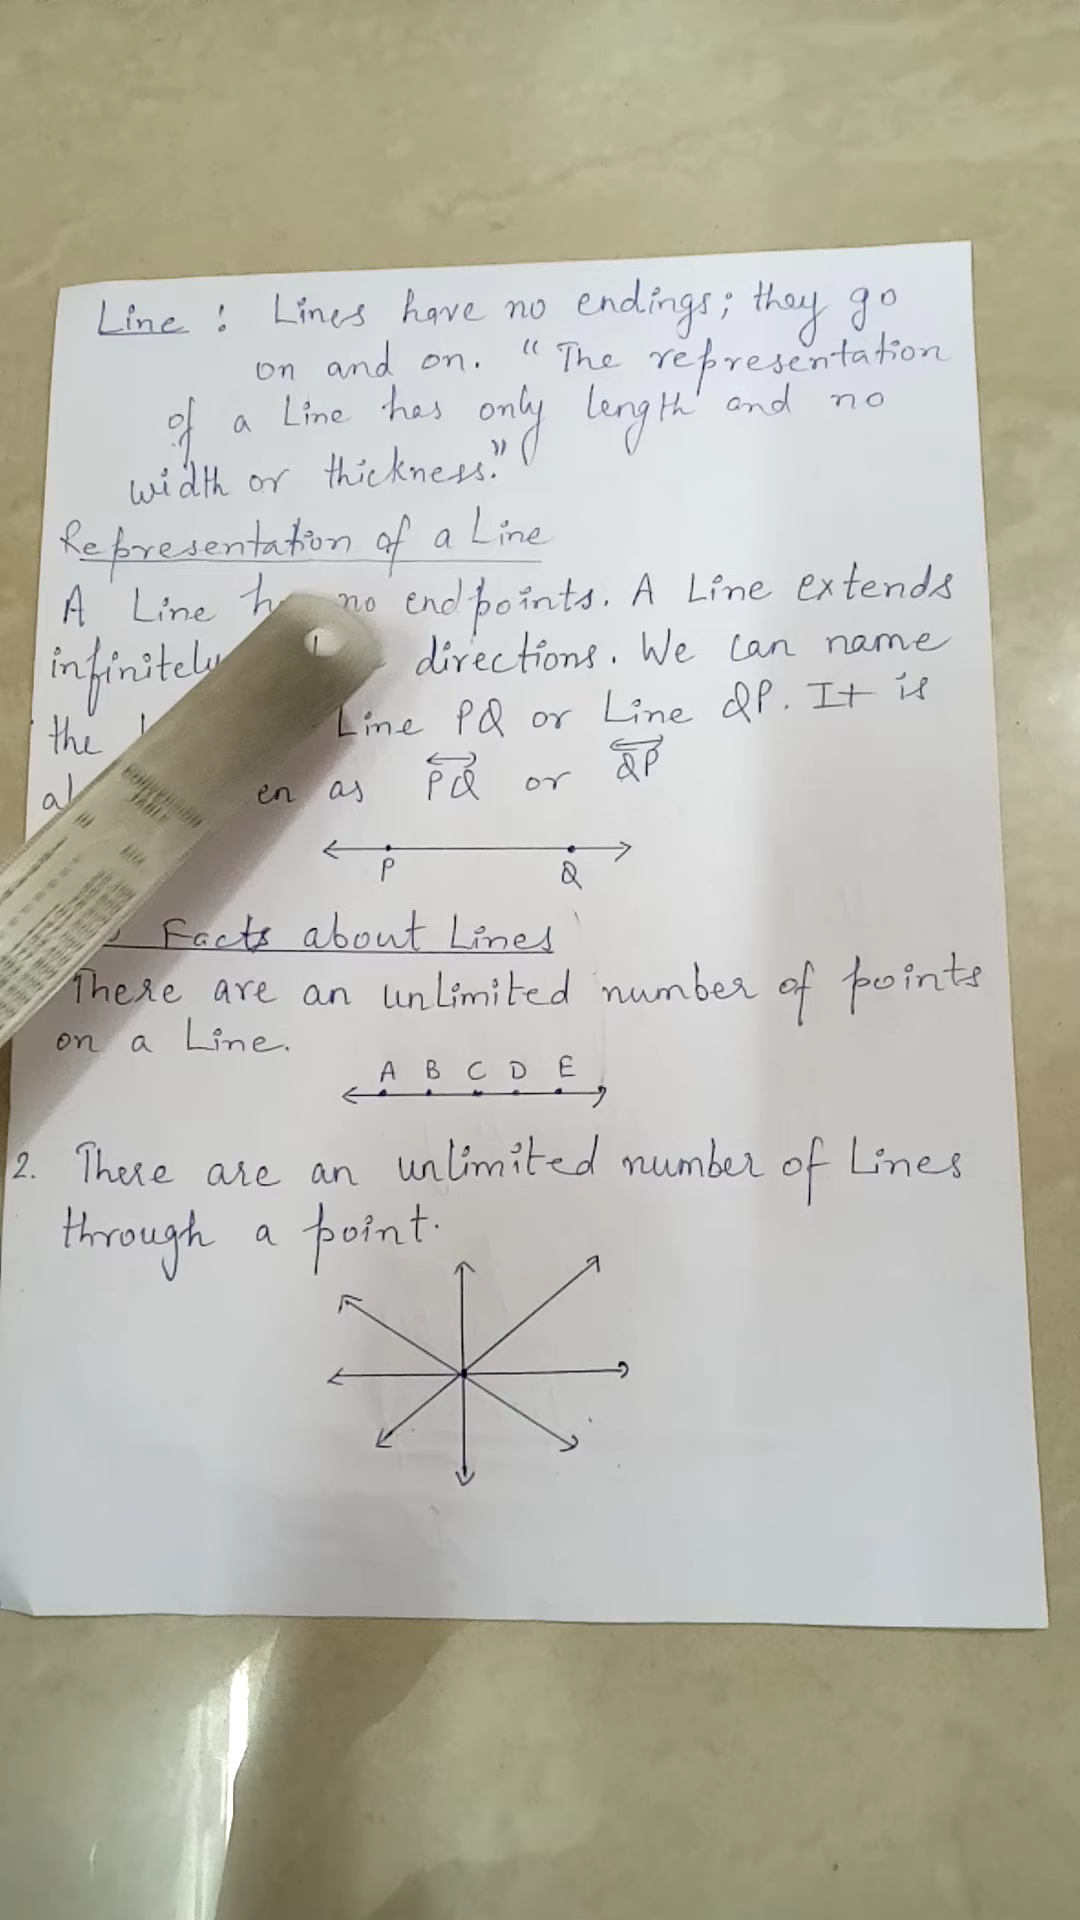 Line : Lines have no endings; they go
on and on. "The representation
of a Line has only length and no
width or thickness."
Representation of a Line
A Line no endpoints. A Line extends
infinitely directions. We can name
the Line PQ or Line QP. It is
en as PQ or QP
P Q
Facts about Lines
There are an unlimited number of points
on a Line.
A B C D E
2. There are an unlimited number of Lines
through a point.